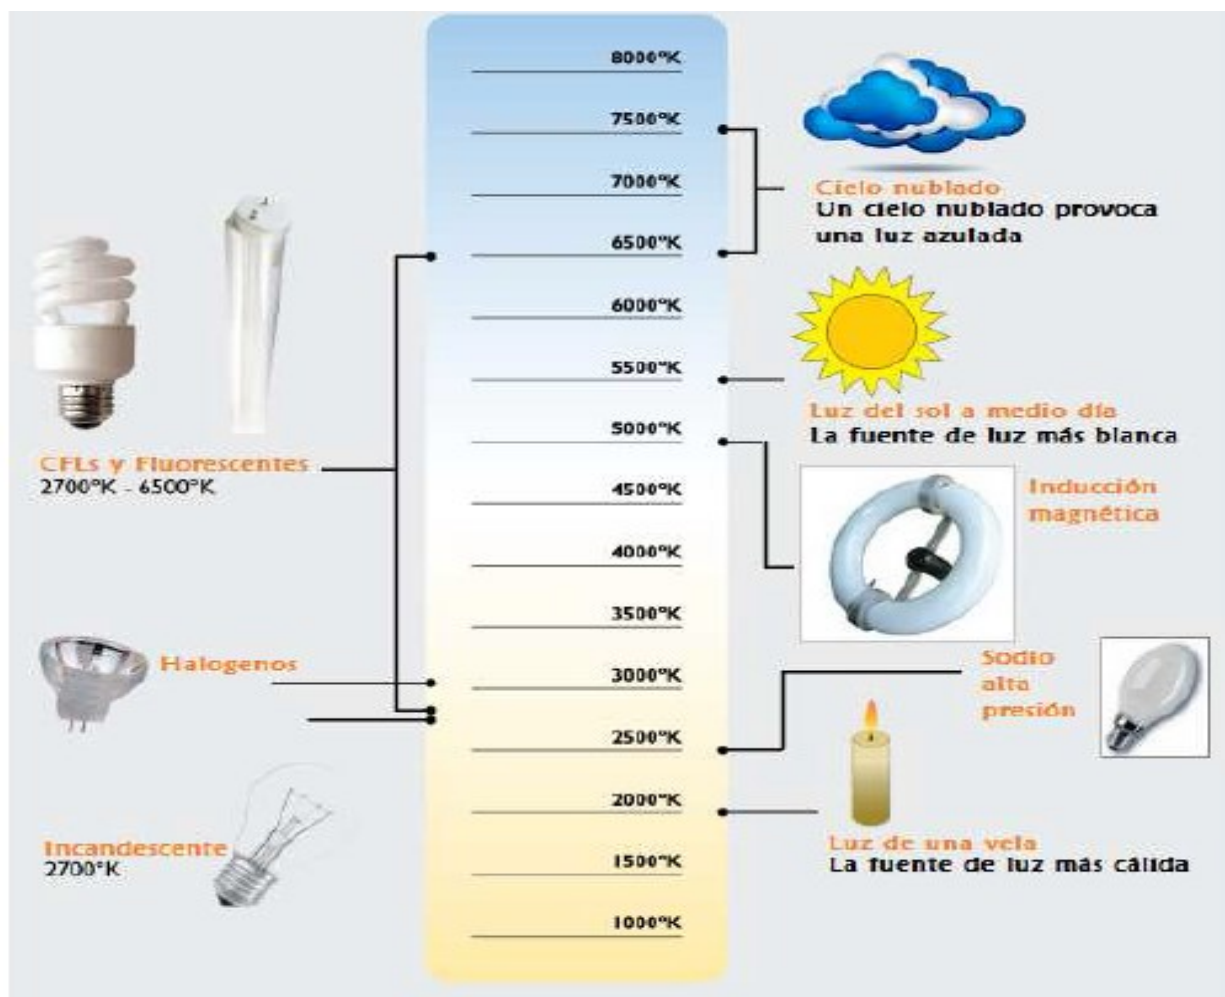 8000°K
7500°K
7000°K
6500°K
6000°K
5500°K
5000°K
4500°K
4000°K
3500°K
3000°K
2500°K
2000°K
1500°K
1000°K
CFLs y Fluorescentes
2700°K - 6500°K
Halogenos
Incandescente
2700°K
Cielo nublado
Un cielo nublado provoca
una luz azulada
Luz del sol a medio día
La fuente de luz más blanca
Inducción
magnética
Sodio
alta
presión
Luz de una vela
La fuente de luz más cálida